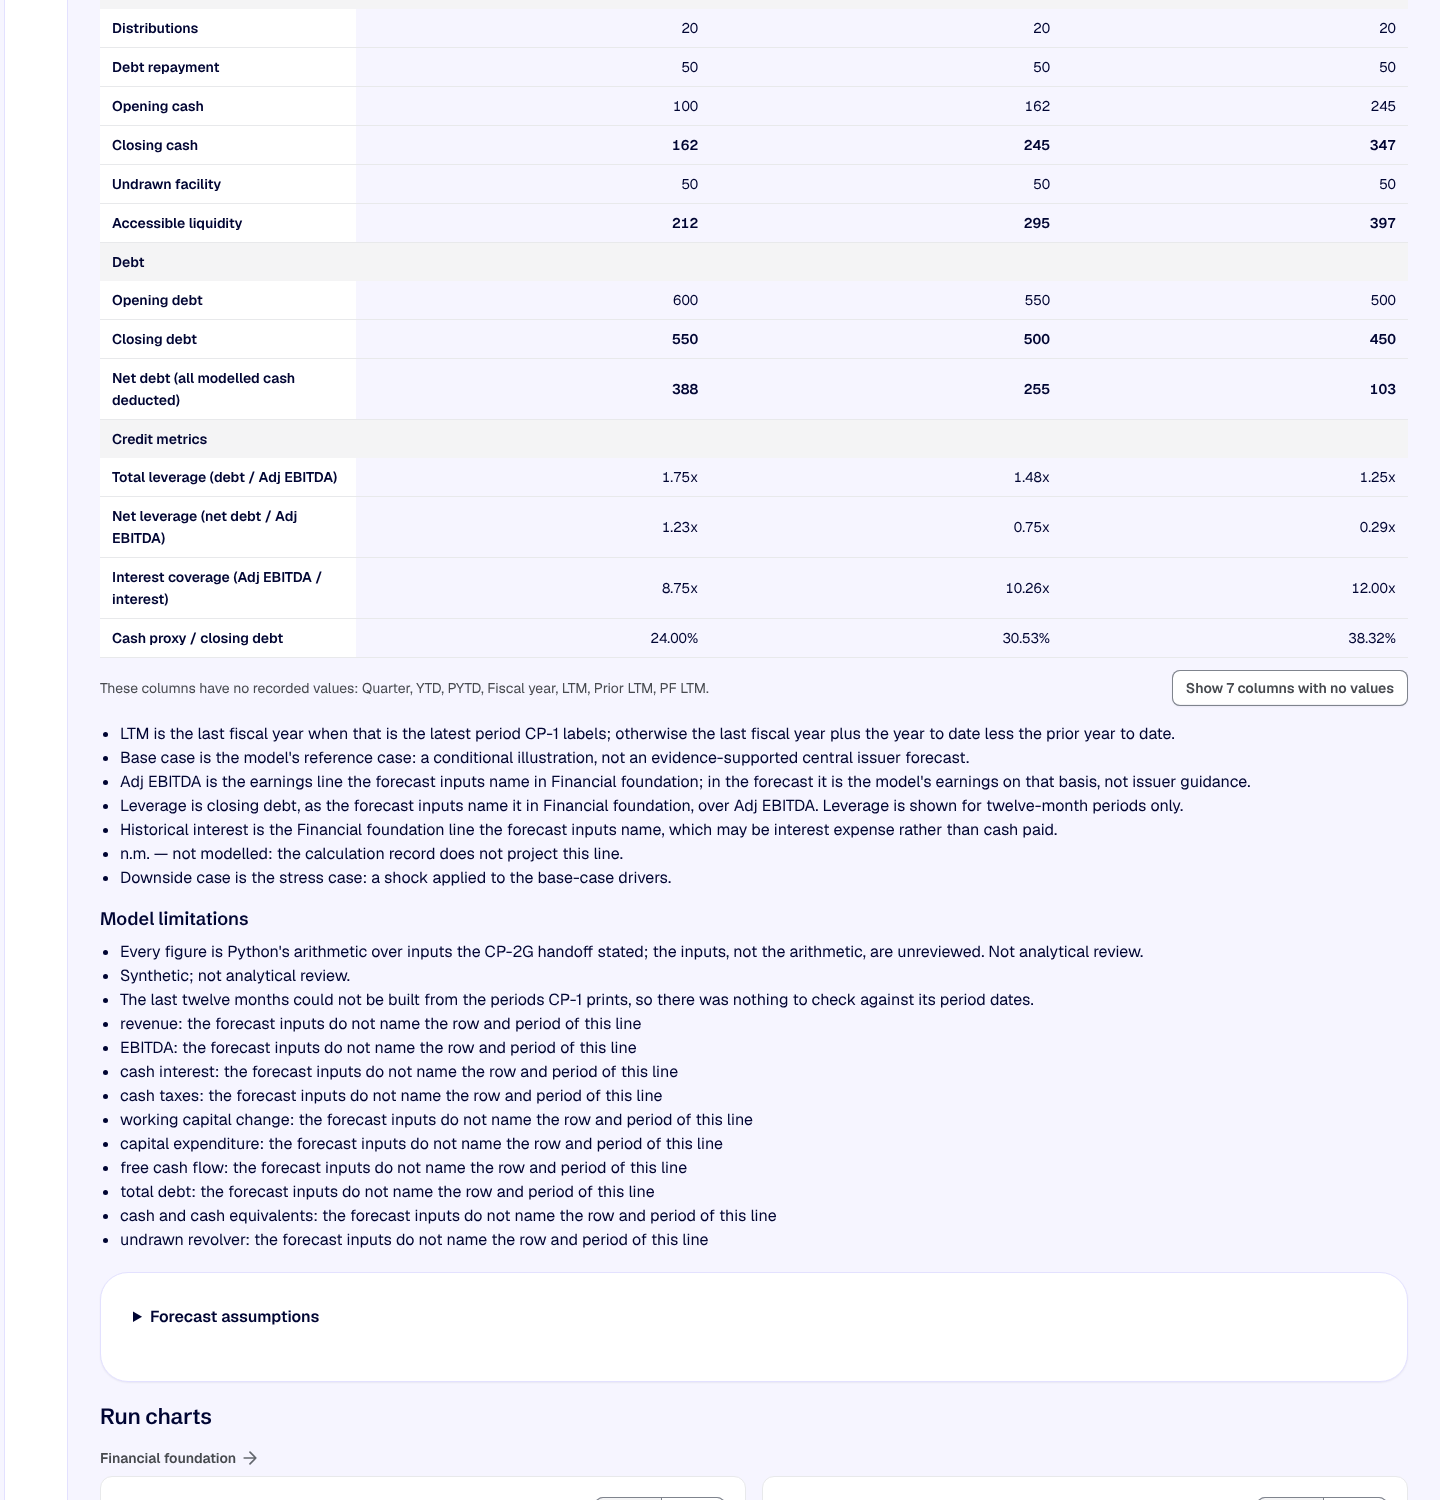 Distributions 20 20 20
Debt repayment 50 50 50
Opening cash 100 162 245
Closing cash 162 245 347
Undrawn facility 50 50 50
Accessible liquidity 212 295 397
Debt
Opening debt 600 550 500
Closing debt 550 500 450
Net debt (all modelled cash
deducted) 388 255 103
Credit metrics
Total leverage (debt / Adj EBITDA) 1.75x 1.48x 1.25x
Net leverage (net debt / Adj
EBITDA) 1.23x 0.75x 0.29x
Interest coverage (Adj EBITDA /
interest) 8.75x 10.26x 12.00x
Cash proxy / closing debt 24.00% 30.53% 38.32%
These columns have no recorded values: Quarter, YTD, PYTD, Fiscal year, LTM, Prior LTM, PF LTM.
Show 7 columns with no values
• LTM is the last fiscal year when that is the latest period CP-1 labels; otherwise the last fiscal year plus the year to date less the prior year to date.
• Base case is the model's reference case: a conditional illustration, not an evidence-supported central issuer forecast.
• Adj EBITDA is the earnings line the forecast inputs name in Financial foundation; in the forecast it is the model's earnings on that basis, not issuer guidance.
• Leverage is closing debt, as the forecast inputs name it in Financial foundation, over Adj EBITDA. Leverage is shown for twelve-month periods only.
• Historical interest is the Financial foundation line the forecast inputs name, which may be interest expense rather than cash paid.
• n.m. — not modelled: the calculation record does not project this line.
• Downside case is the stress case: a shock applied to the base-case drivers.
Model limitations
• Every figure is Python's arithmetic over inputs the CP-2G handoff stated; the inputs, not the arithmetic, are unreviewed. Not analytical review.
• Synthetic; not analytical review.
• The last twelve months could not be built from the periods CP-1 prints, so there was nothing to check against its period dates.
• revenue: the forecast inputs do not name the row and period of this line
• EBITDA: the forecast inputs do not name the row and period of this line
• cash interest: the forecast inputs do not name the row and period of this line
• cash taxes: the forecast inputs do not name the row and period of this line
• working capital change: the forecast inputs do not name the row and period of this line
• capital expenditure: the forecast inputs do not name the row and period of this line
• free cash flow: the forecast inputs do not name the row and period of this line
• total debt: the forecast inputs do not name the row and period of this line
• cash and cash equivalents: the forecast inputs do not name the row and period of this line
• undrawn revolver: the forecast inputs do not name the row and period of this line
Forecast assumptions
Run charts
Financial foundation